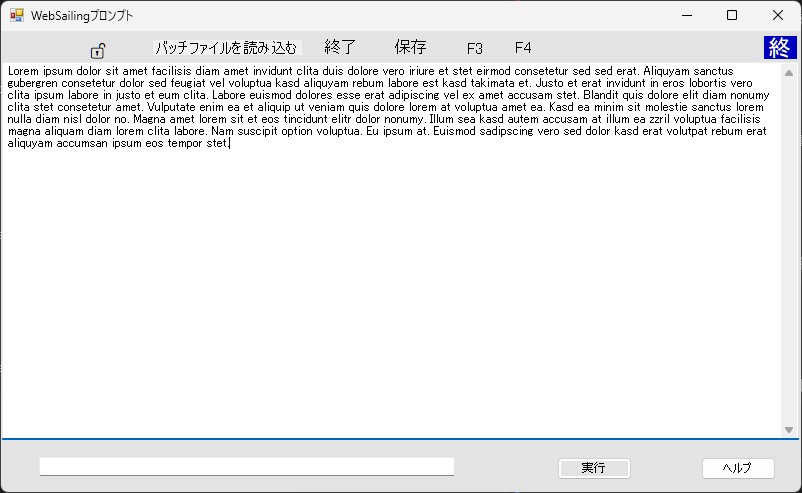 WebSailingプロンプト
バッチファイルを読み込む 終了 保存 F3 F4 終
Lorem ipsum dolor sit amet facilisis diam amet invidunt clita duis dolore vero iriure et stet eirmod consetetur sed sed erat. Aliquyam sanctus
gubergren consetetur dolor sed feugiat vel voluptua kasd aliquyam rebum labore est kasd takimata et. Justo et erat invidunt in eros lobortis vero
clita ipsum labore in justo et eum clita. Labore euismod dolores esse erat adipiscing vel ex amet accusam stet. Blandit quis dolore elit diam nonumy
clita stet consetetur amet. Vulputate enim ea et aliquip ut veniam quis dolore lorem at voluptua amet ea. Kasd ea minim sit molestie sanctus lorem
nulla diam nisl dolor no. Magna amet lorem sit et eos tincidunt elitr dolor nonumy. Illum sea kasd autem accusam at illum ea zzril voluptua facilisis
magna aliquam diam lorem clita labore. Nam suscipit option voluptua. Eu ipsum at. Euismod sadipscing vero sed dolor kasd erat volutpat rebum erat
aliquyam accumsan ipsum eos tempor stet.
実行 ヘルプ